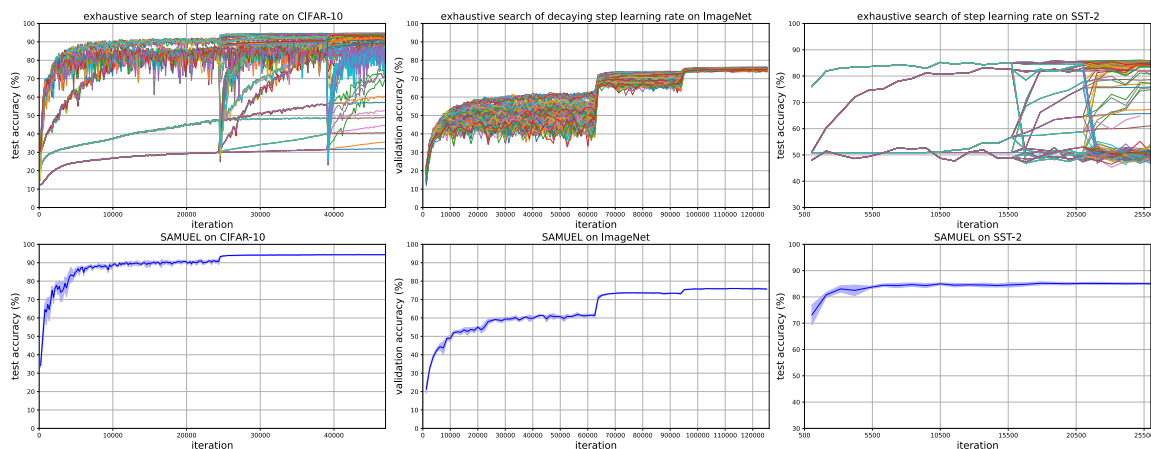 exhaustive search of step learning rate on CIFAR-10
test accuracy (%)
100
90
80
70
60
50
40
30
20
10
0
0 10000 20000 30000 40000
iteration
exhaustive search of decaying step learning rate on ImageNet
validation accuracy (%)
100
90
80
70
60
50
40
30
20
10
0
0 10000 20000 30000 40000 50000 60000 70000 80000 90000 100000 110000 120000
iteration
exhaustive search of step learning rate on SST-2
test accuracy (%)
100
90
80
70
60
50
40
30
500 5500 10500 15500 20500 25500
iteration
SAMUEL on CIFAR-10
test accuracy (%)
100
90
80
70
60
50
40
30
20
10
0
0 10000 20000 30000 40000
iteration
SAMUEL on ImageNet
validation accuracy (%)
100
90
80
70
60
50
40
30
20
10
0
0 10000 20000 30000 40000 50000 60000 70000 80000 90000 100000 110000 120000
iteration
SAMUEL on SST-2
test accuracy (%)
100
90
80
70
60
50
40
30
500 5500 10500 15500 20500 25500
iteration